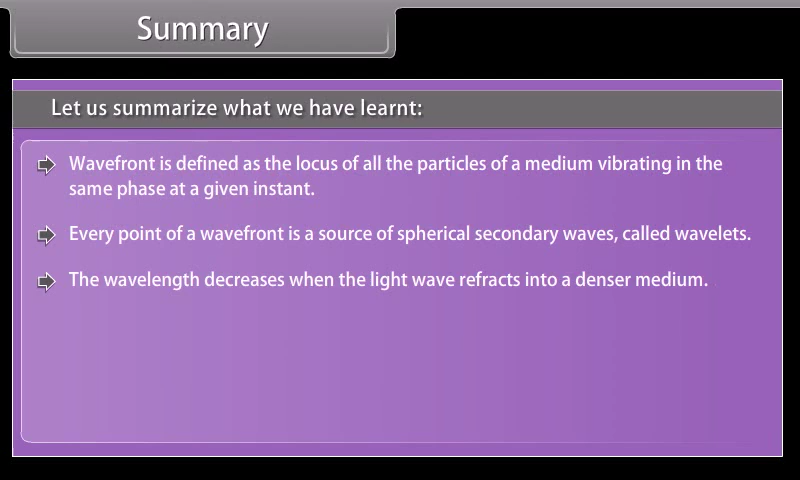 Summary
Let us summarize what we have learnt:
Wavefront is defined as the locus of all the particles of a medium vibrating in the
same phase at a given instant.
Every point of a wavefront is a source of spherical secondary waves, called wavelets.
The wavelength decreases when the light wave refracts into a denser medium.